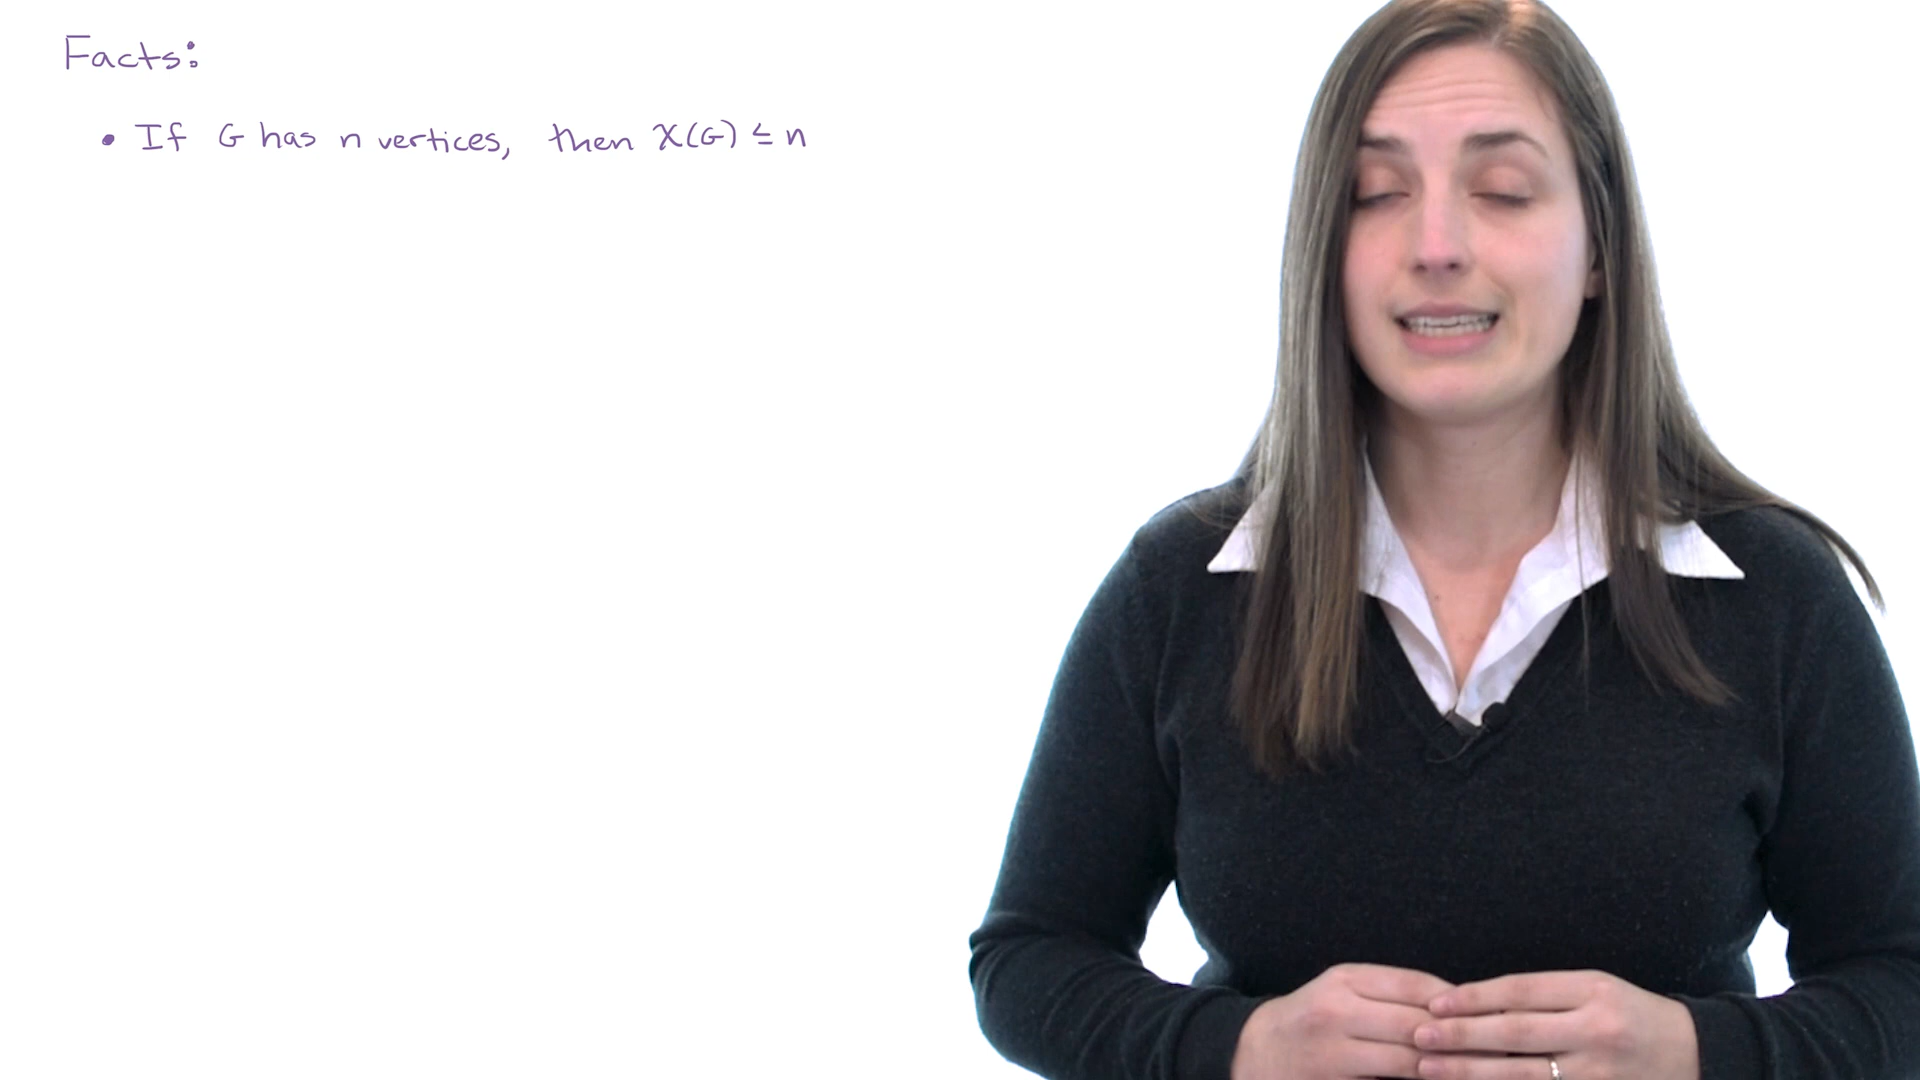 Facts:
• If G has n vertices, then χ(G) ≤ n